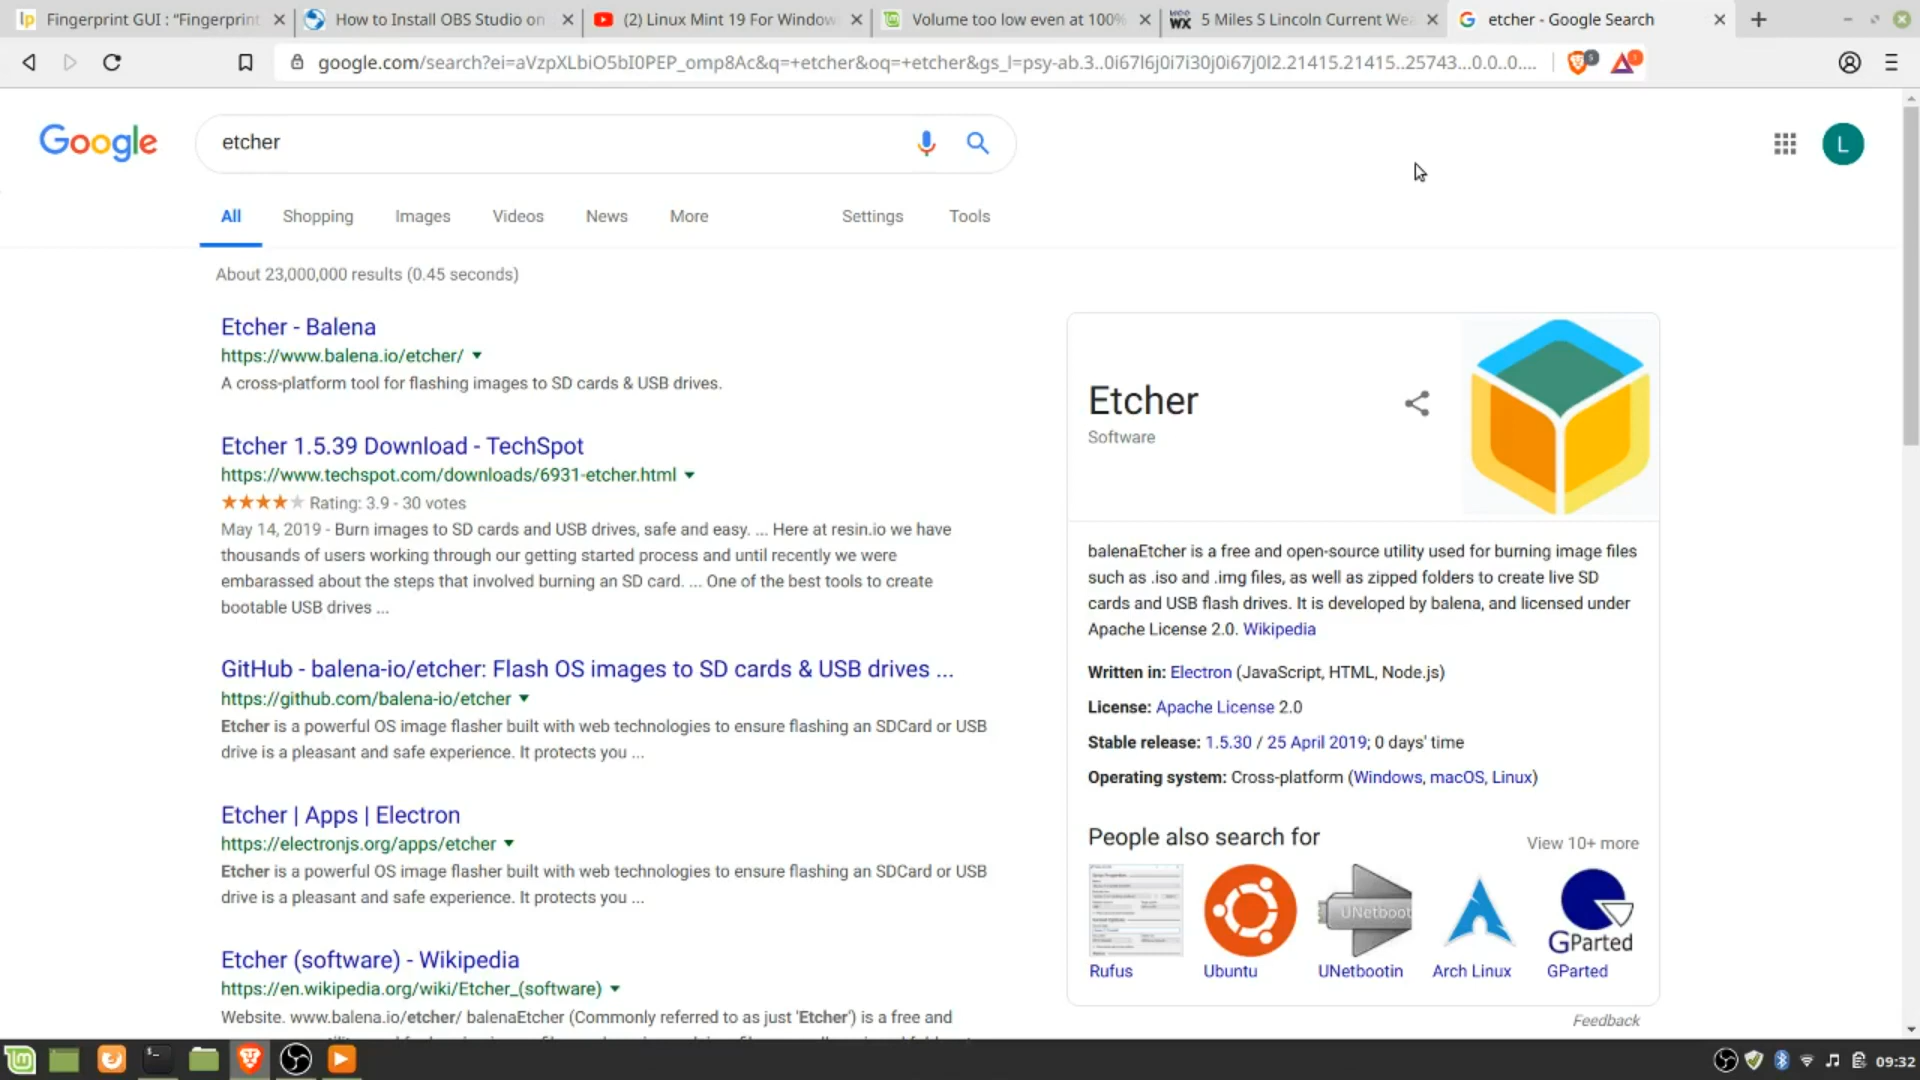 Fingerprint GUI : "Fingerprint
How to Install OBS Studio on
(2) Linux Mint 19 For Window
Volume too low even at 100%
5 Miles S Lincoln Current Wea
etcher - Google Search
google.com/search?ei=aVzpXLbiO5bI0PEP_omp8Ac&q=+etcher&oq=+etcher&gs_l=psy-ab.3..0i67l6j0i7i30j0i67j0l2.21415.21415..25743...0.0..0....
Google
etcher
L
All Shopping Images Videos News More Settings Tools
About 23,000,000 results (0.45 seconds)
Etcher - Balena
https://www.balena.io/etcher/
A cross-platform tool for flashing images to SD cards & USB drives.
Etcher 1.5.39 Download - TechSpot
https://www.techspot.com/downloads/6931-etcher.html
Rating: 3.9 - 30 votes
May 14, 2019 - Burn images to SD cards and USB drives, safe and easy. ... Here at resin.io we have
thousands of users working through our getting started process and until recently we were
embarassed about the steps that involved burning an SD card. ... One of the best tools to create
bootable USB drives ...
GitHub - balena-io/etcher: Flash OS images to SD cards & USB drives ...
https://github.com/balena-io/etcher
Etcher is a powerful OS image flasher built with web technologies to ensure flashing an SDCard or USB
drive is a pleasant and safe experience. It protects you ...
Etcher | Apps | Electron
https://electronjs.org/apps/etcher
Etcher is a powerful OS image flasher built with web technologies to ensure flashing an SDCard or USB
drive is a pleasant and safe experience. It protects you ...
Etcher (software) - Wikipedia
https://en.wikipedia.org/wiki/Etcher_(software)
Website. www.balena.io/etcher/ balenaEtcher (Commonly referred to as just 'Etcher') is a free and
Etcher
Software
balenaEtcher is a free and open-source utility used for burning image files
such as .iso and .img files, as well as zipped folders to create live SD
cards and USB flash drives. It is developed by balena, and licensed under
Apache License 2.0. Wikipedia
Written in: Electron (JavaScript, HTML, Node.js)
License: Apache License 2.0
Stable release: 1.5.30 / 25 April 2019; 0 days' time
Operating system: Cross-platform (Windows, macOS, Linux)
People also search for
View 10+ more
UNetboot
GParted
Rufus Ubuntu UNetbootin Arch Linux GParted
Feedback
09:32